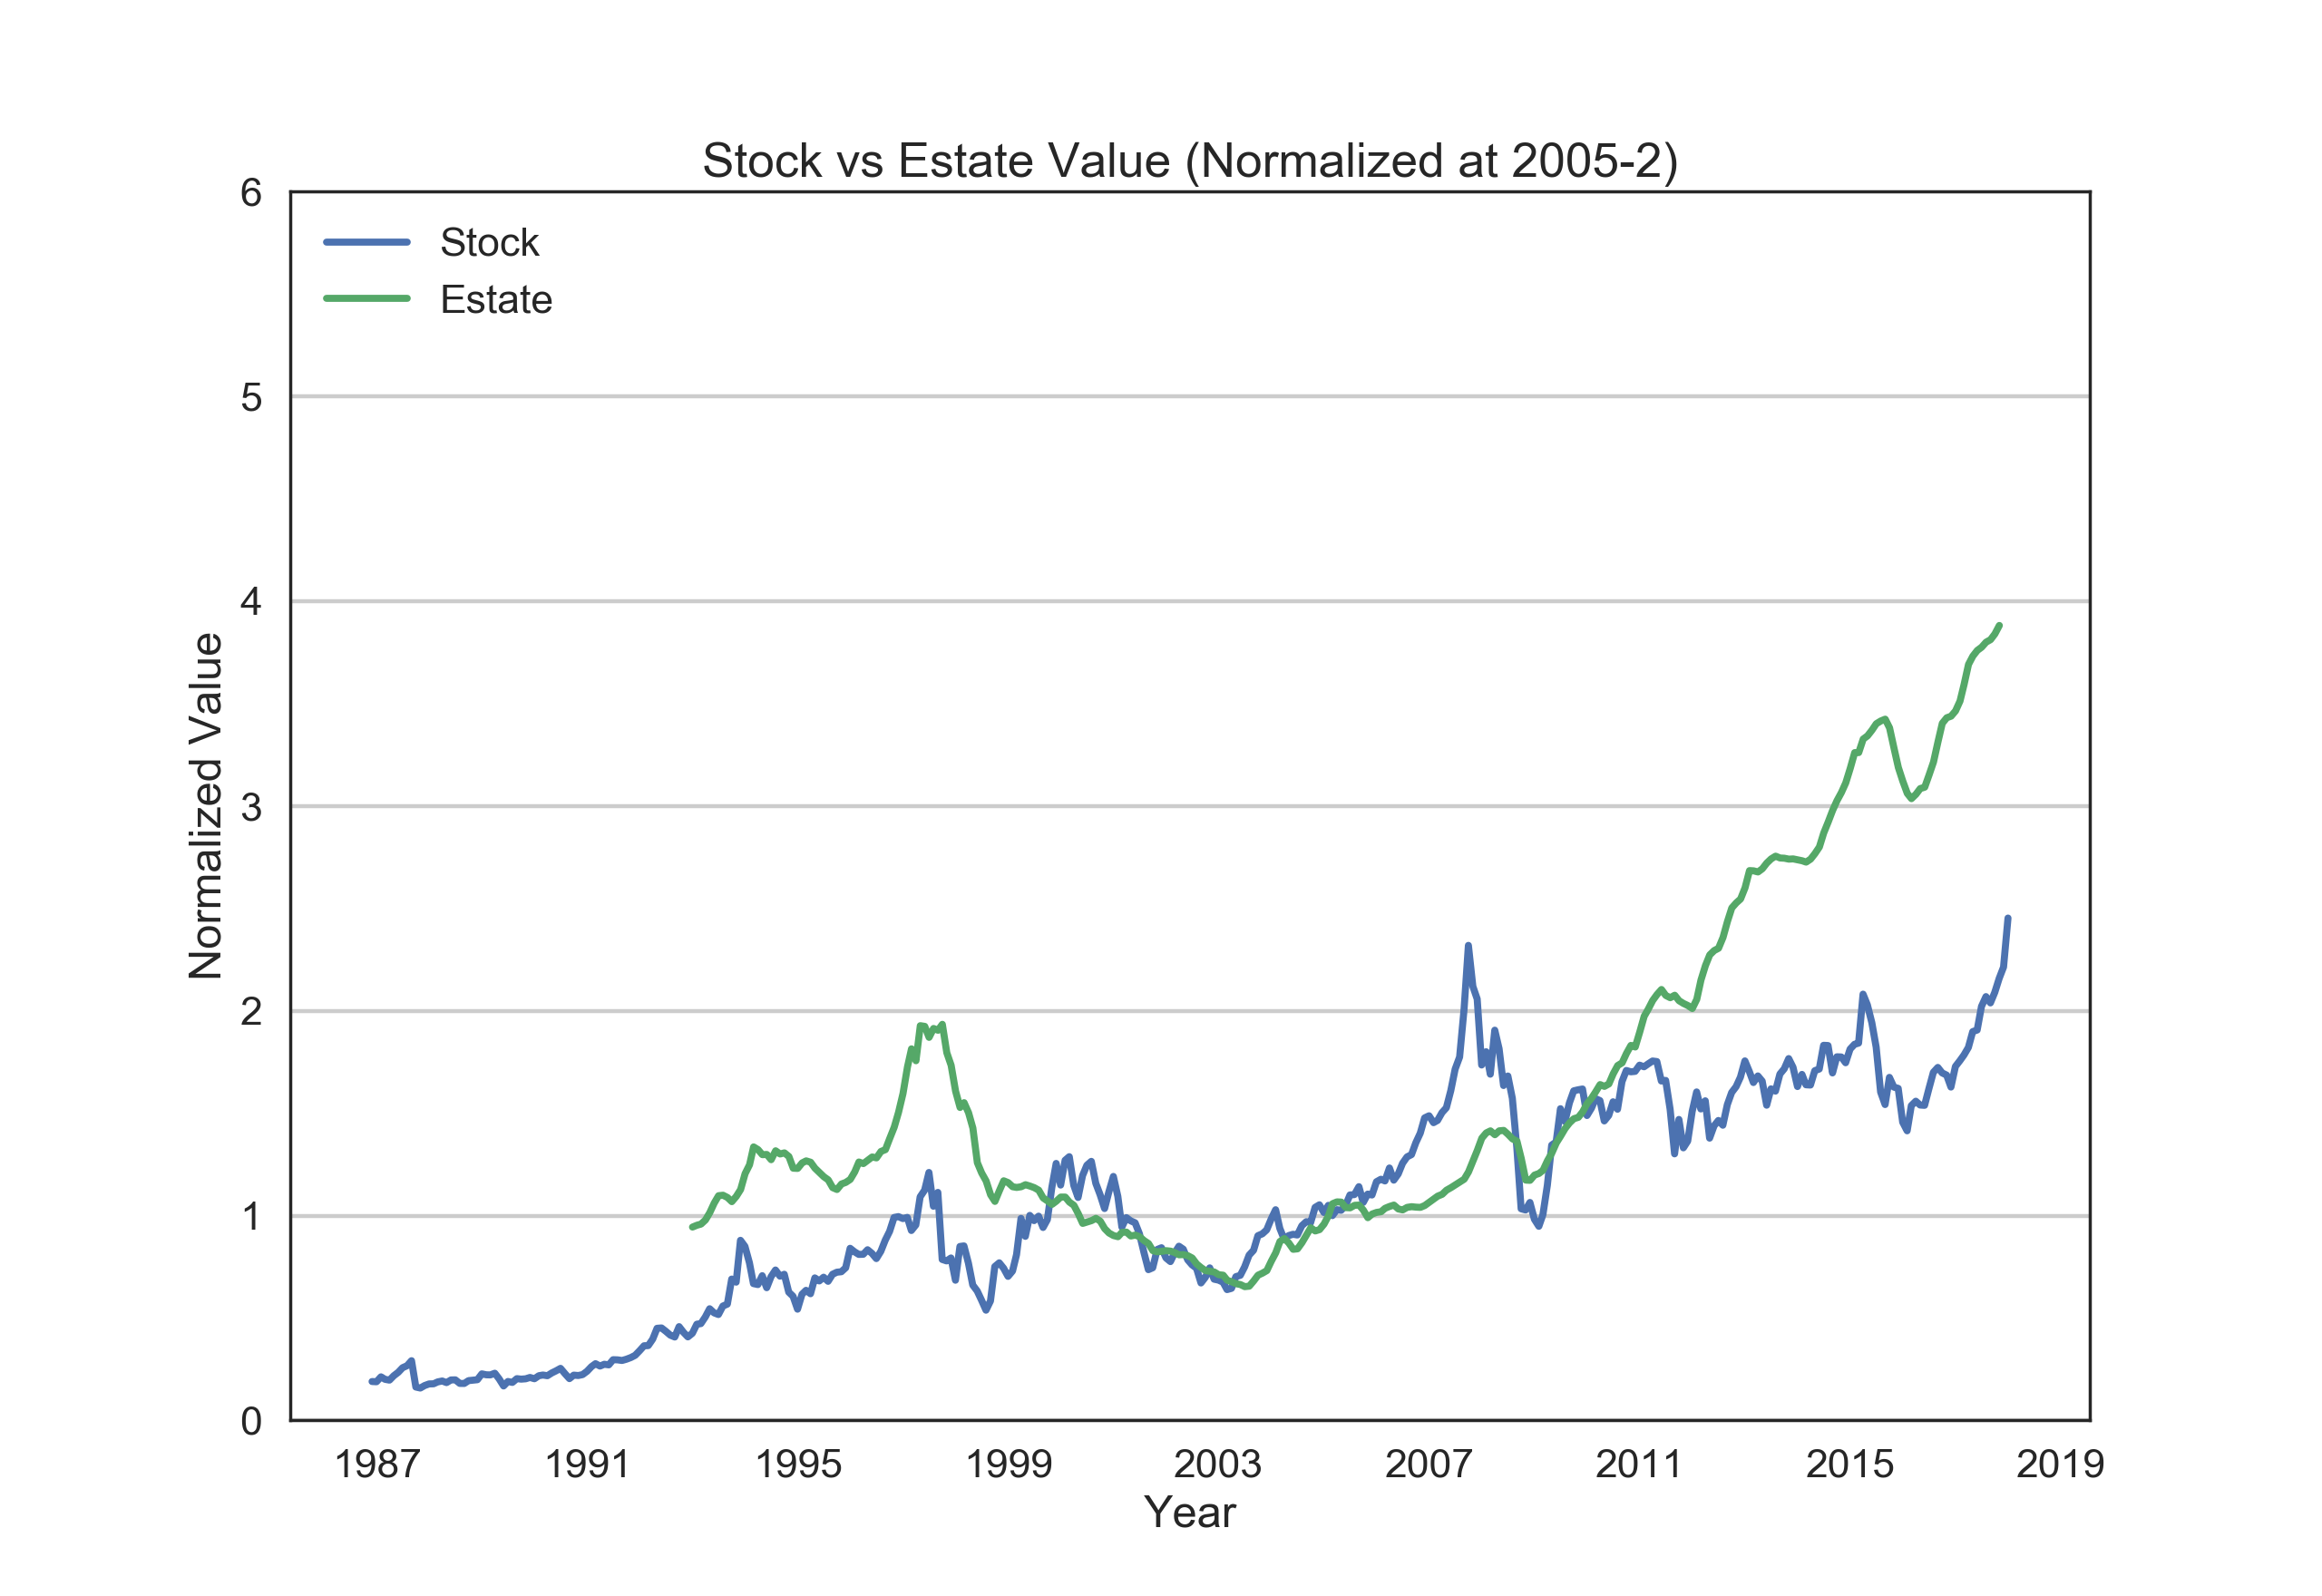 Stock vs Estate Value (Normalized at 2005-2)
6
Stock
Estate
5
4
3
2
1
0
Normalized Value
1987 1991 1995 1999 2003 2007 2011 2015 2019
Year